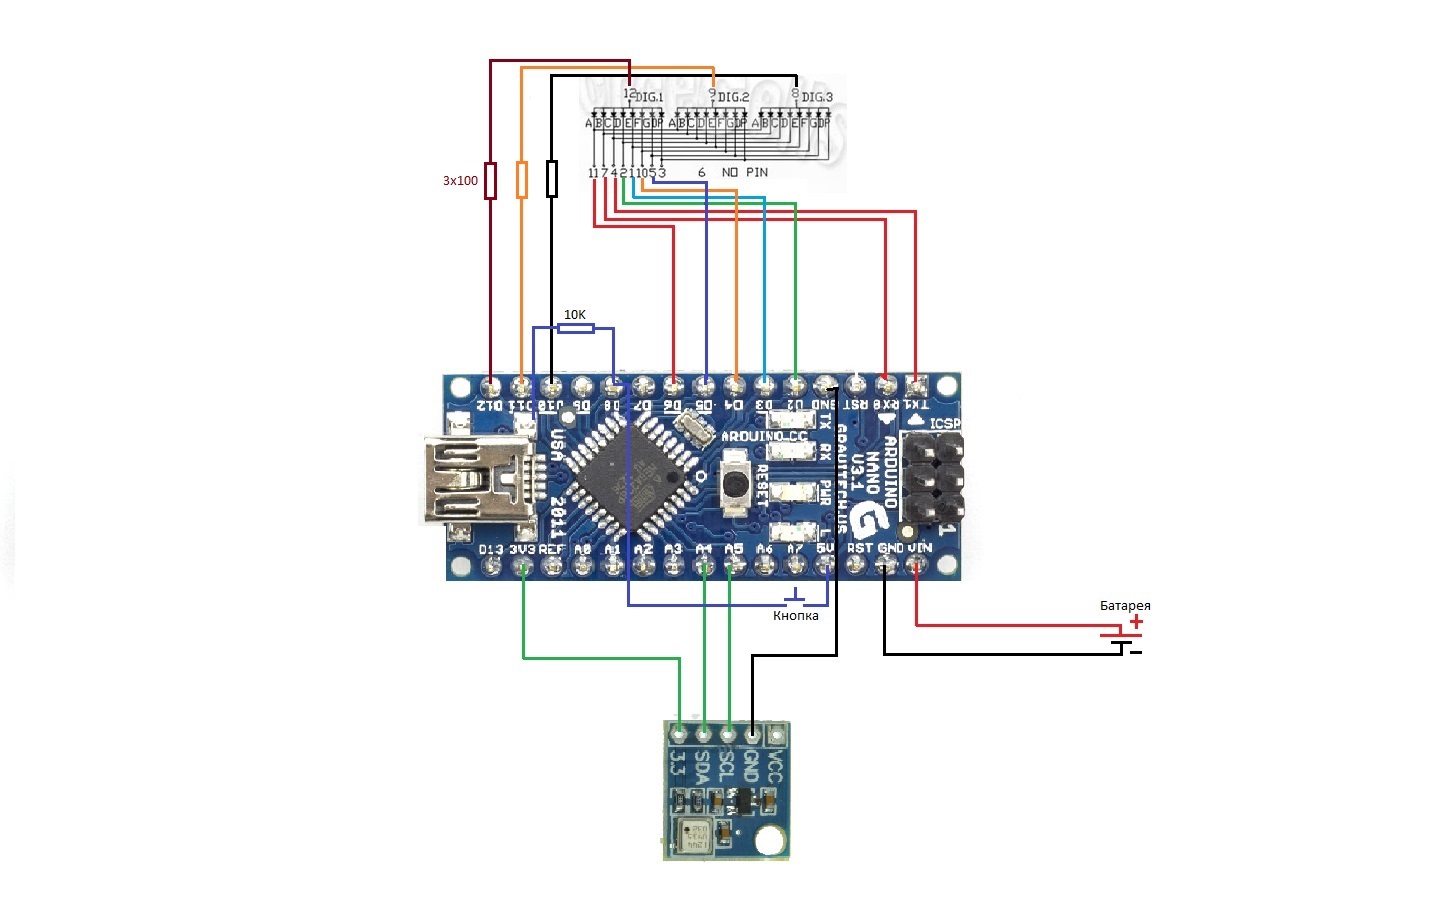 12 DIG.1 9 DIG.2 8 DIG.3
A B C D E F G DP A B C D E F G DP A B C D E F G DP
11 7 4 2 1 10 5 3 6 NO PIN
3x100
10K
D12 D11 D10 D9 D8 D7 D6 D5 D4 D3 D2 GND RST RX0 TX1
ICSP
USA
2011
ARDUINO.CC
RESET
TX
RX
PWR
L
GRAVITECH.US
ARDUINO
NANO
V3.1
1
D13 3V3 REF A0 A1 A2 A3 A4 A5 A6 A7 5V RST GND VIN
Кнопка
Батарея
+
-
3.3
SDA
SCL
GND
VCC